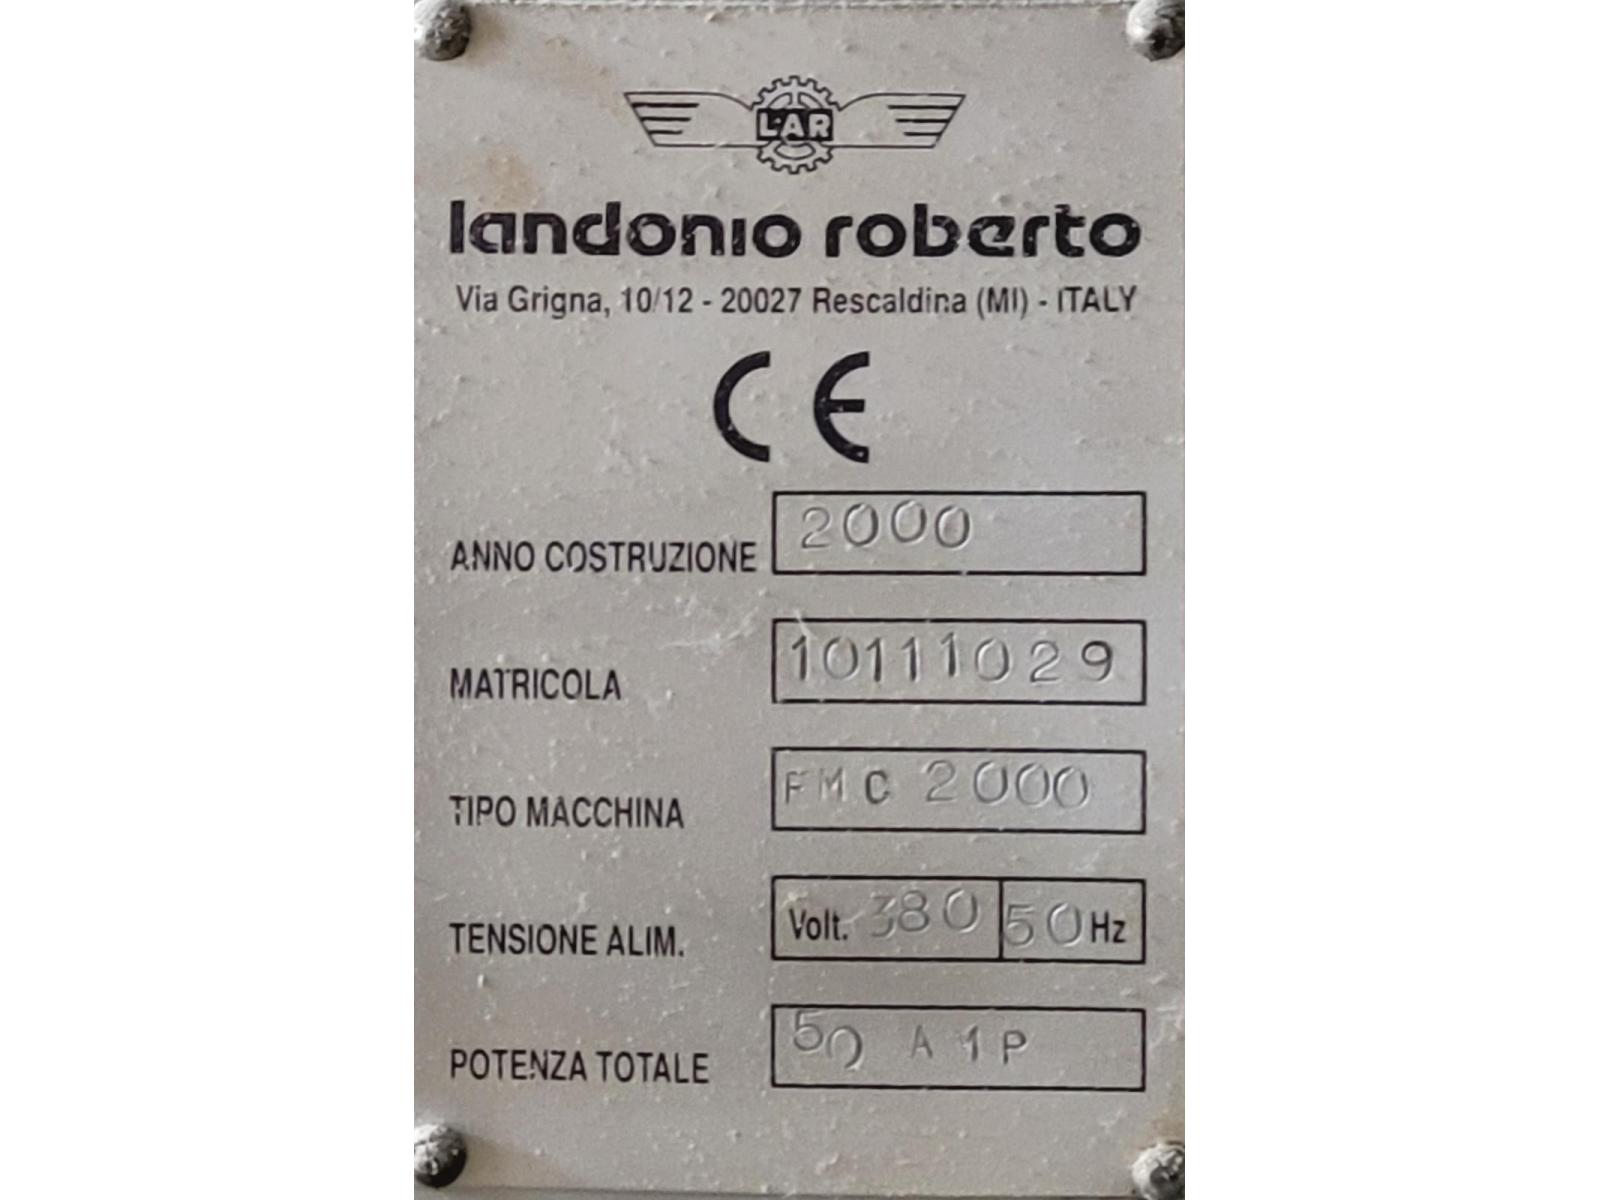 L·AR
landonio roberto
Via Grigna, 10/12 - 20027 Rescaldina (MI) - ITALY
CE
ANNO COSTRUZIONE 2000
MATRICOLA 10111029
TIPO MACCHINA FMC 2000
TENSIONE ALIM. Volt. 380 50 Hz
POTENZA TOTALE 50 A 1 P